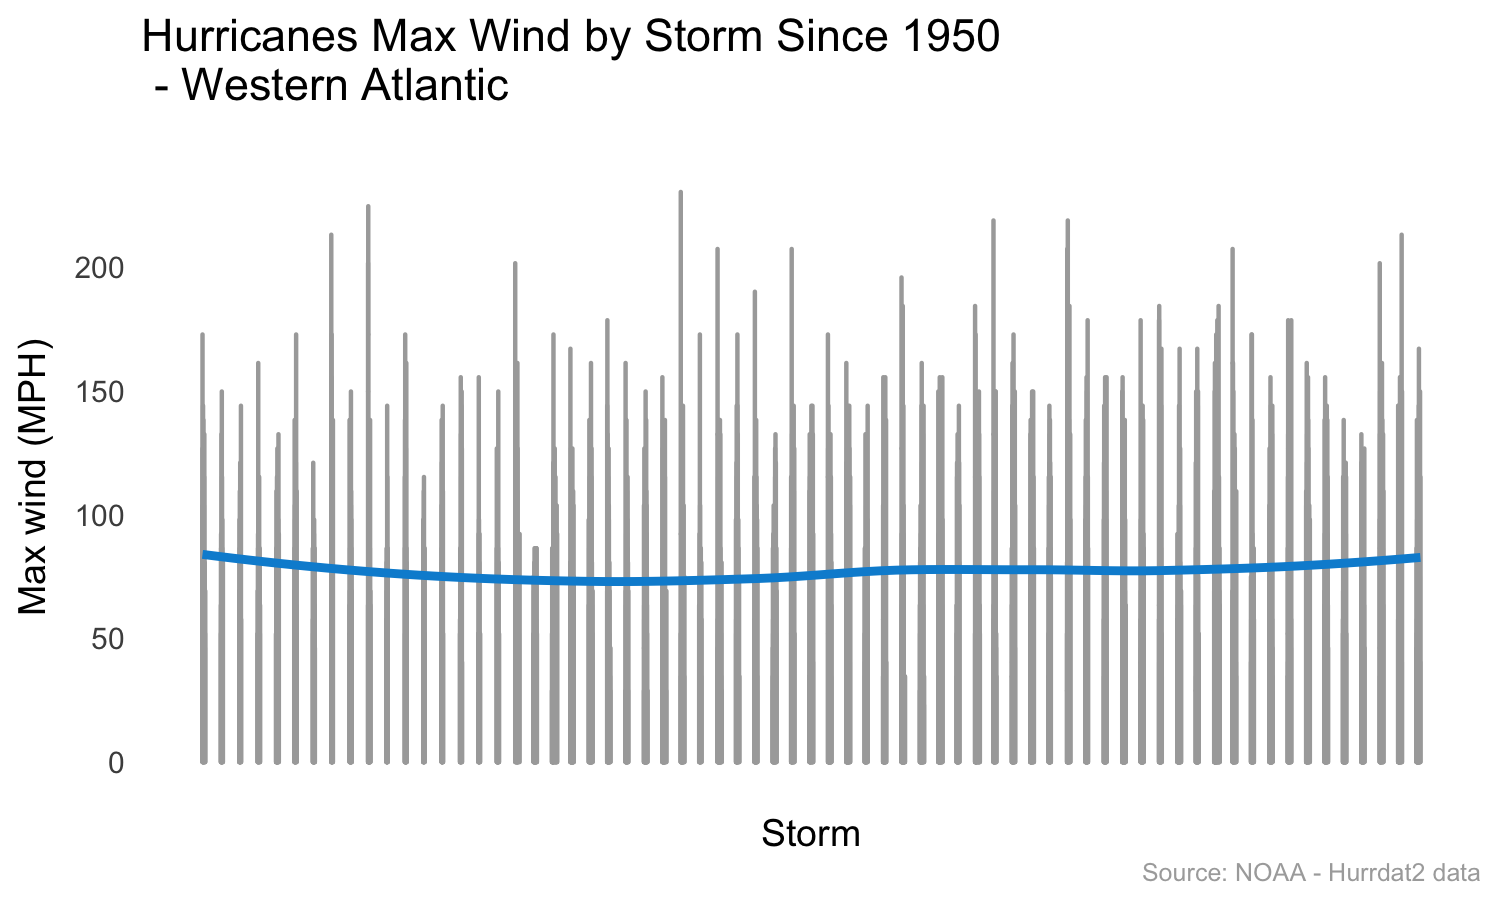 Hurricanes Max Wind by Storm Since 1950
- Western Atlantic
Max wind (MPH)
200
150
100
50
0
Storm
Source: NOAA - Hurrdat2 data